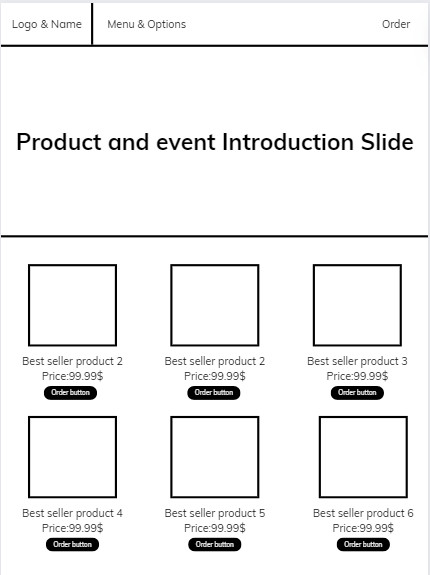 Logo & Name Menu & Options Order
Product and event Introduction Slide
Best seller product 2 Best seller product 2 Best seller product 3
Price:99.99$ Price:99.99$ Price:99.99$
Order button Order button Order button
Best seller product 4 Best seller product 5 Best seller product 6
Price:99.99$ Price:99.99$ Price:99.99$
Order button Order button Order button